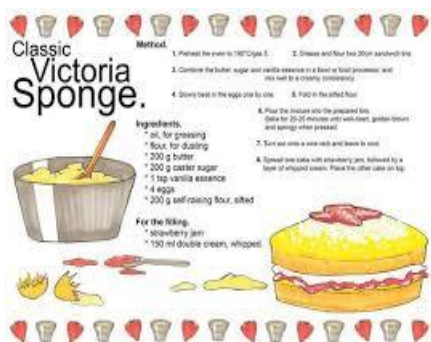 Classic
Victoria
Sponge.
Method.
1. Preheat the oven to 190°C/gas 5. 2. Grease and flour two 20cm sandwich tins.
3. Combine the butter, sugar and vanilla essence in a bowl or food processor, and
mix well to a creamy consistency.
4. Slowly beat in the eggs one by one. 5. Fold in the sifted flour.
6. Pour the mixture into the prepared tins.
Bake for 20-25 minutes until well-risen, golden brown
and springy when pressed.
7. Turn out onto a wire rack and leave to cool.
8. Spread one cake with strawberry jam, followed by a
layer of whipped cream. Place the other cake on top.
Ingredients.
* oil, for greasing
* flour, for dusting
* 200 g butter
* 200 g caster sugar
* 1 tsp vanilla essence
* 4 eggs
* 200 g self-raising flour, sifted
For the filling.
* strawberry jam
* 150 ml double cream, whipped.